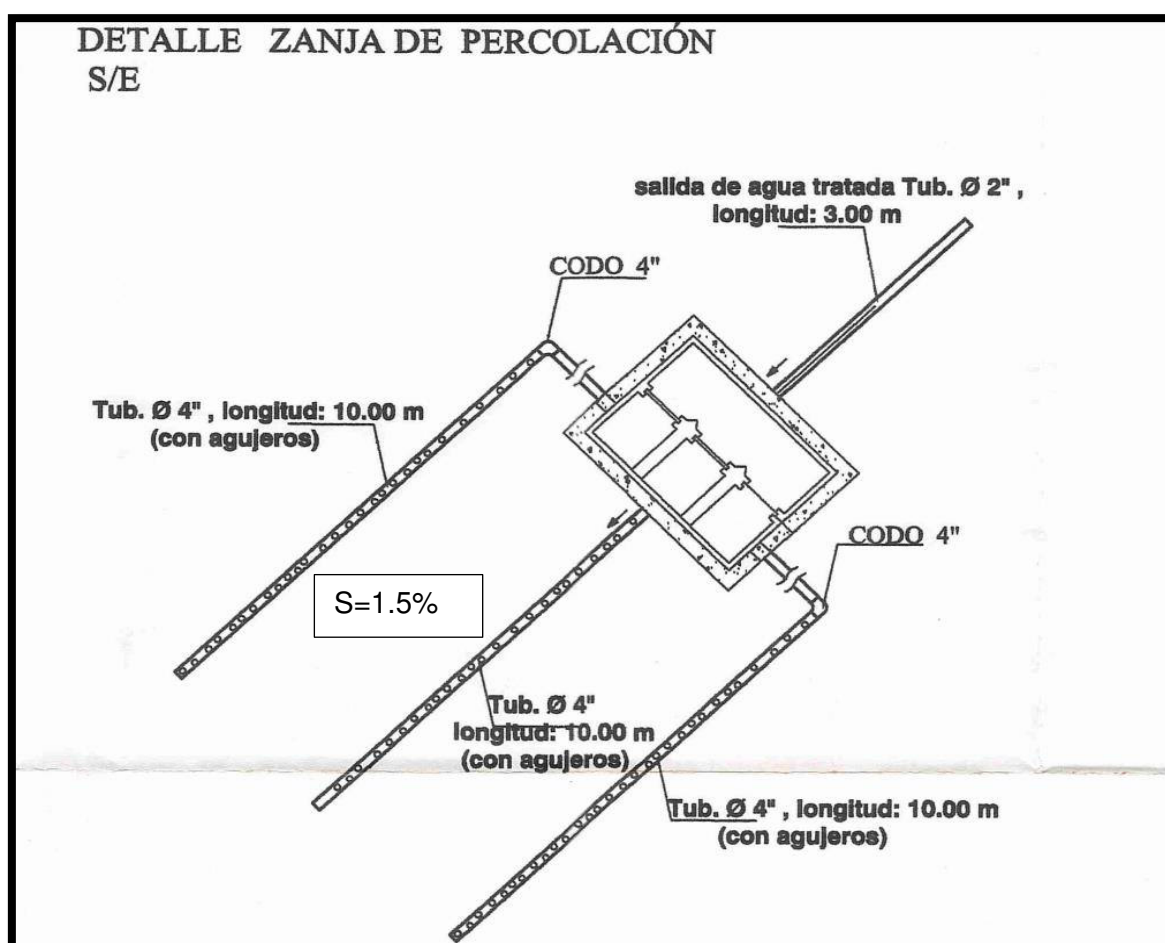 DETALLE ZANJA DE PERCOLACIÓN
S/E
salida de agua tratada Tub. Ø 2" ,
longitud: 3.00 m
CODO 4"
Tub. Ø 4" , longitud: 10.00 m
(con agujeros)
CODO 4"
S=1.5%
Tub. Ø 4"
longitud: 10.00 m
(con agujeros)
Tub. Ø 4" , longitud: 10.00 m
(con agujeros)